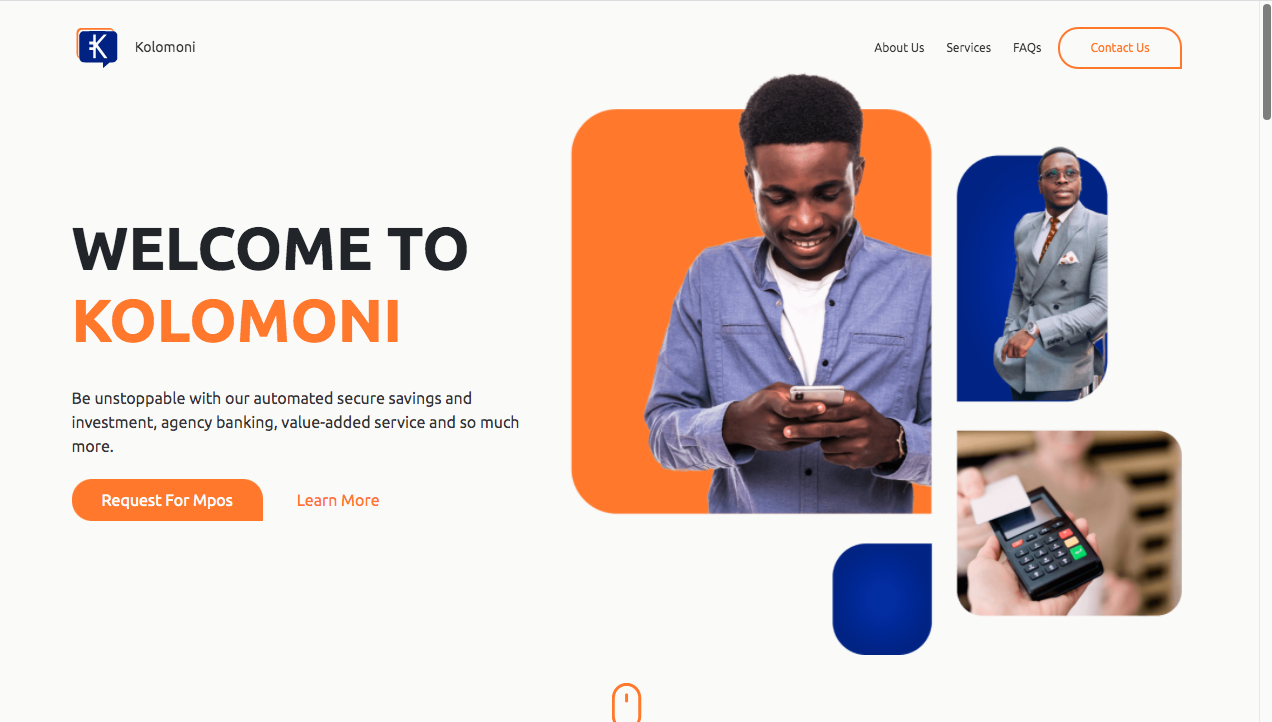 Kolomoni
About Us
Services
FAQs
Contact Us
WELCOME TO
KOLOMONI
Be unstoppable with our automated secure savings and
investment, agency banking, value-added service and so much
more.
Request For Mpos
Learn More